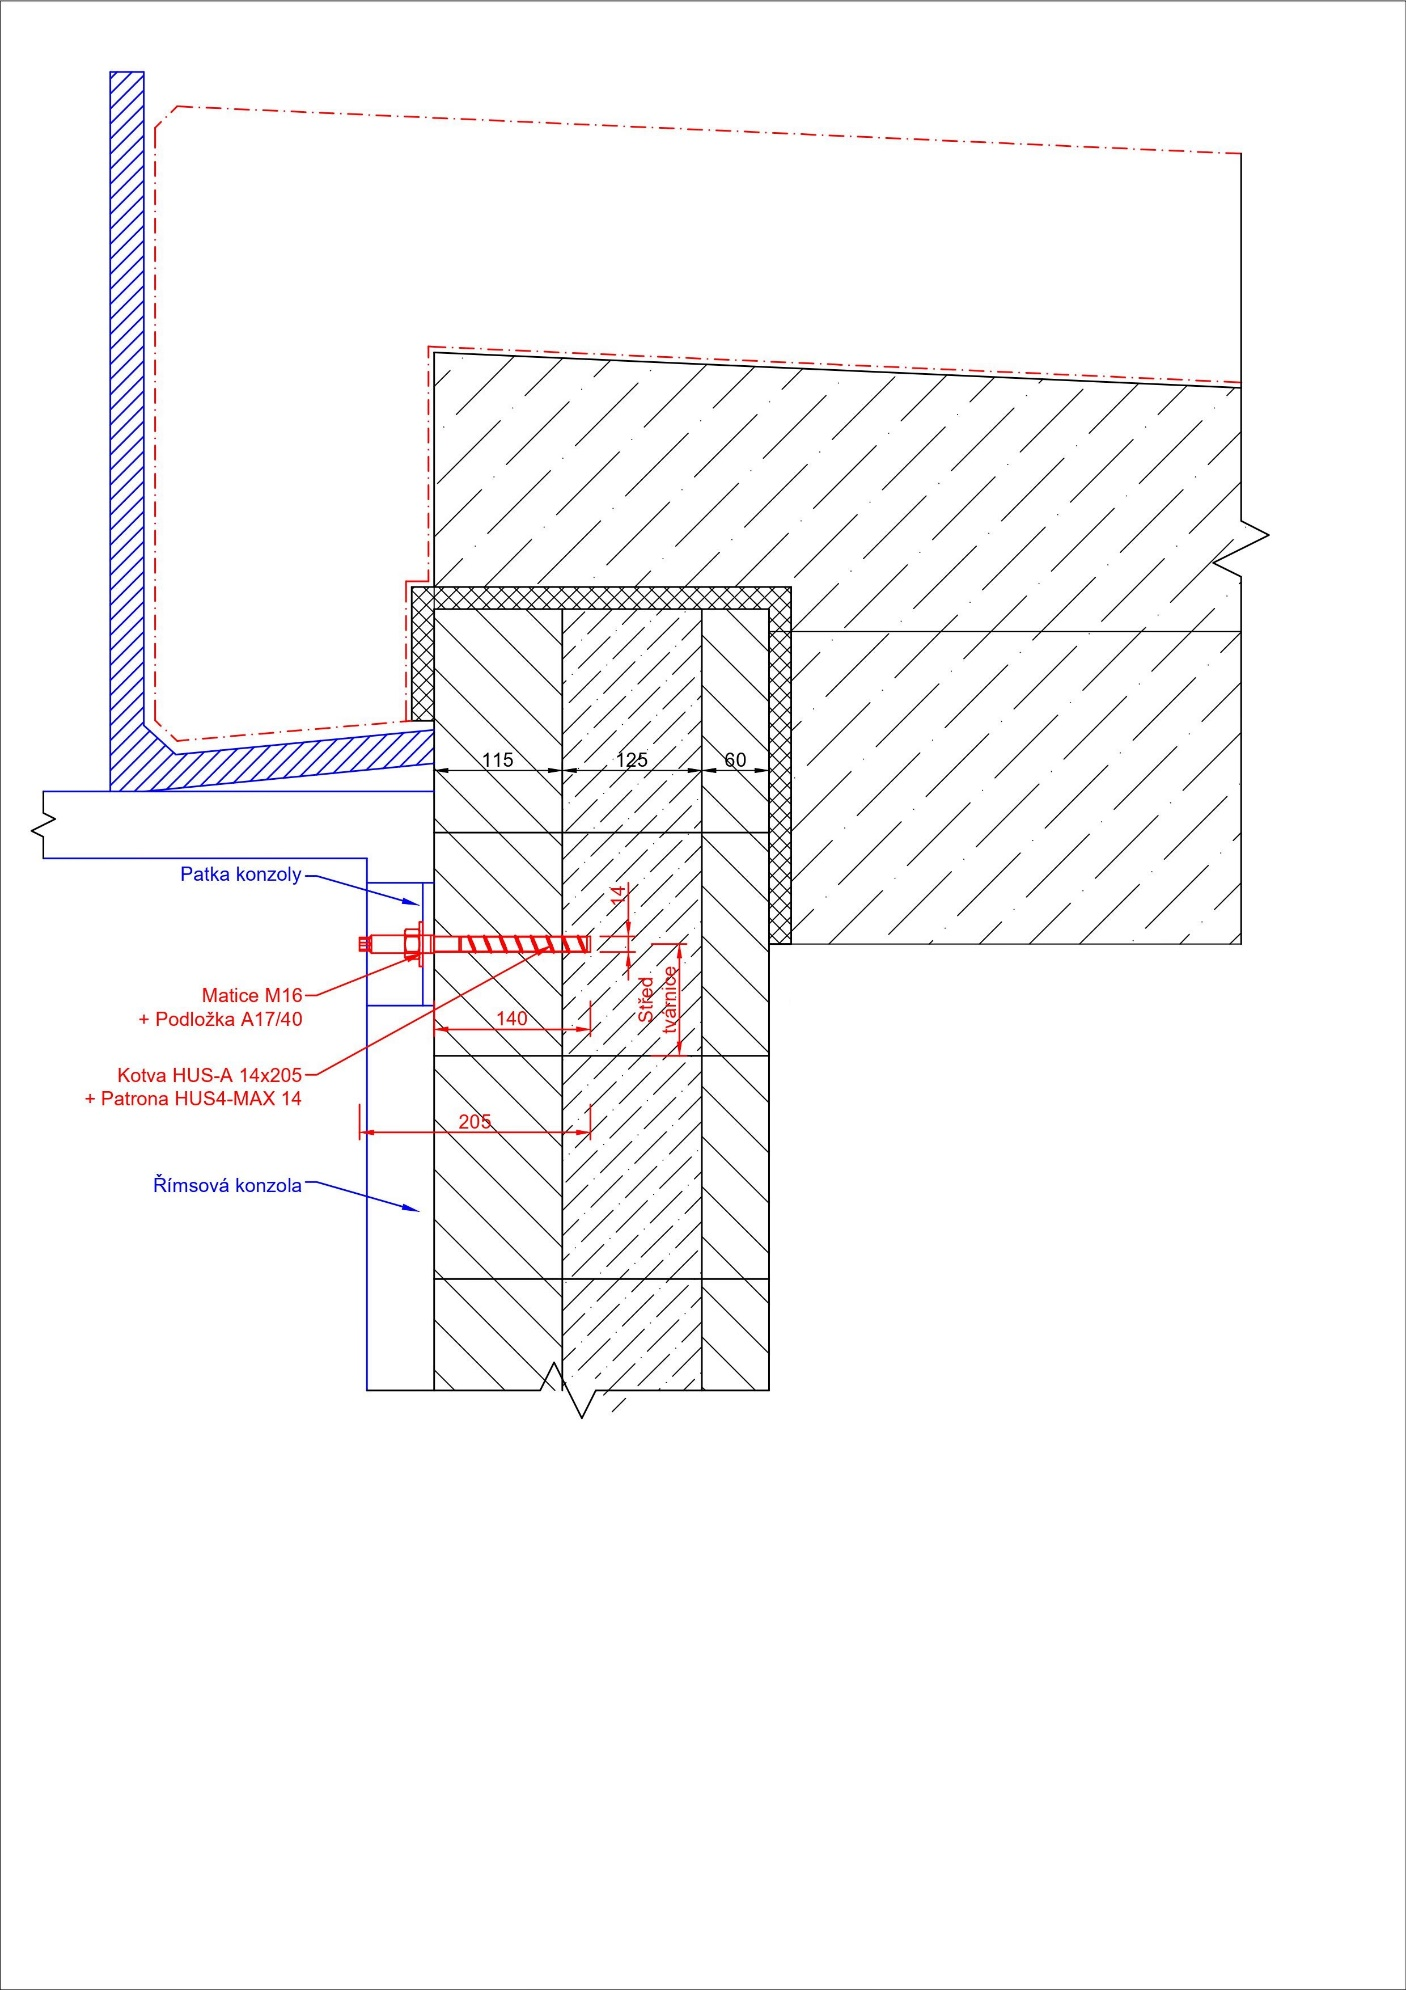 115
125
60
Patka konzoly
14
Střed
tvárnice
Matice M16
+ Podložka A17/40
140
Kotva HUS-A 14x205
+ Patrona HUS4-MAX 14
205
Římsová konzola